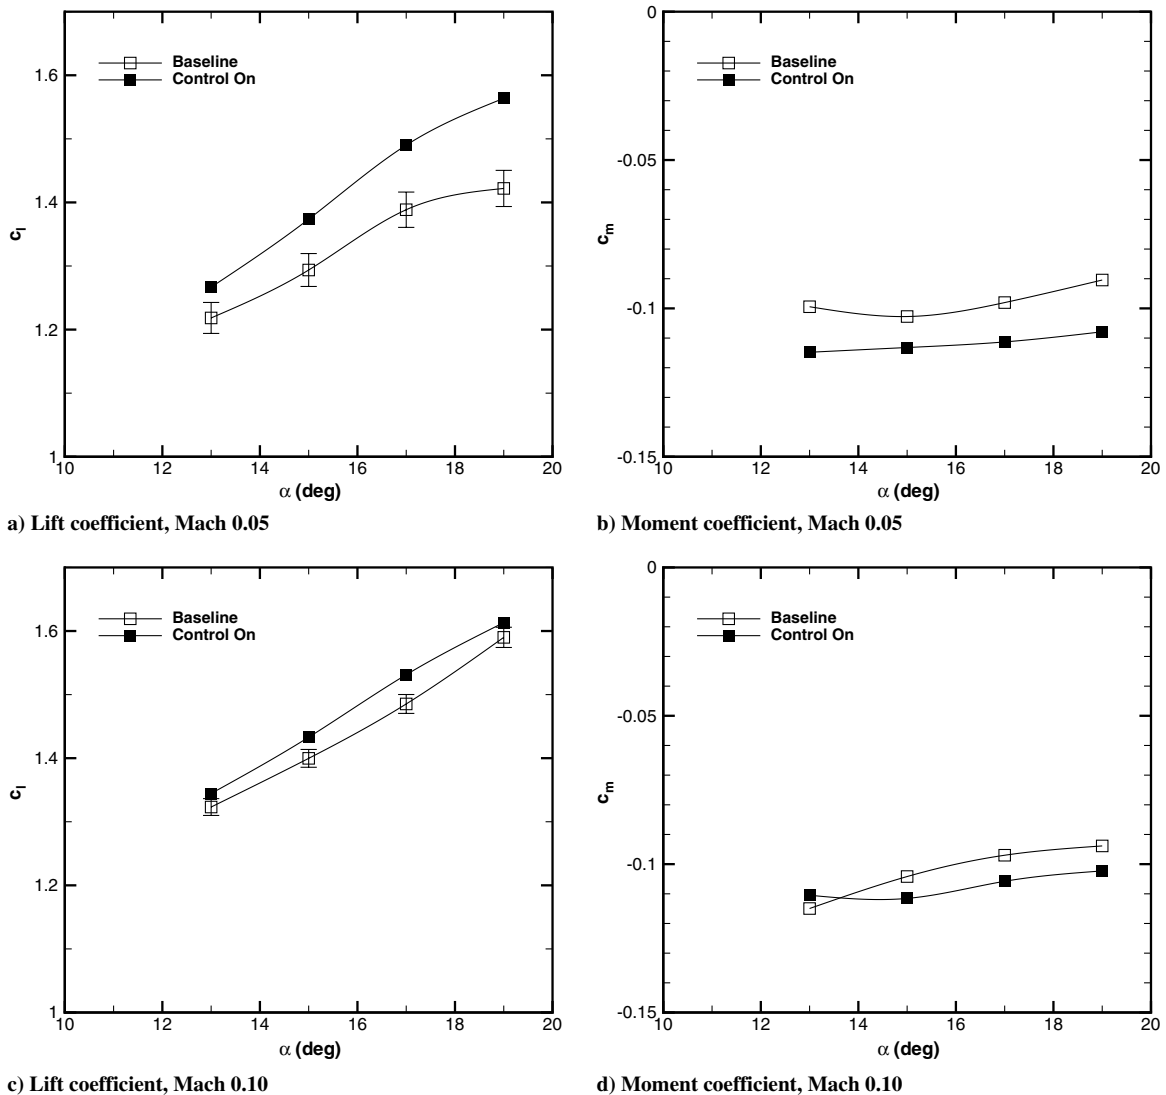 1.6
1.4
1.2
1
10 12 14 16 18 20
Baseline
Control On
c_l
α (deg)
a) Lift coefficient, Mach 0.05
0
-0.05
-0.1
-0.15
10 12 14 16 18 20
Baseline
Control On
c_m
α (deg)
b) Moment coefficient, Mach 0.05
1.6
1.4
1.2
1
10 12 14 16 18 20
Baseline
Control On
c_l
α (deg)
c) Lift coefficient, Mach 0.10
0
-0.05
-0.1
-0.15
10 12 14 16 18 20
Baseline
Control On
c_m
α (deg)
d) Moment coefficient, Mach 0.10